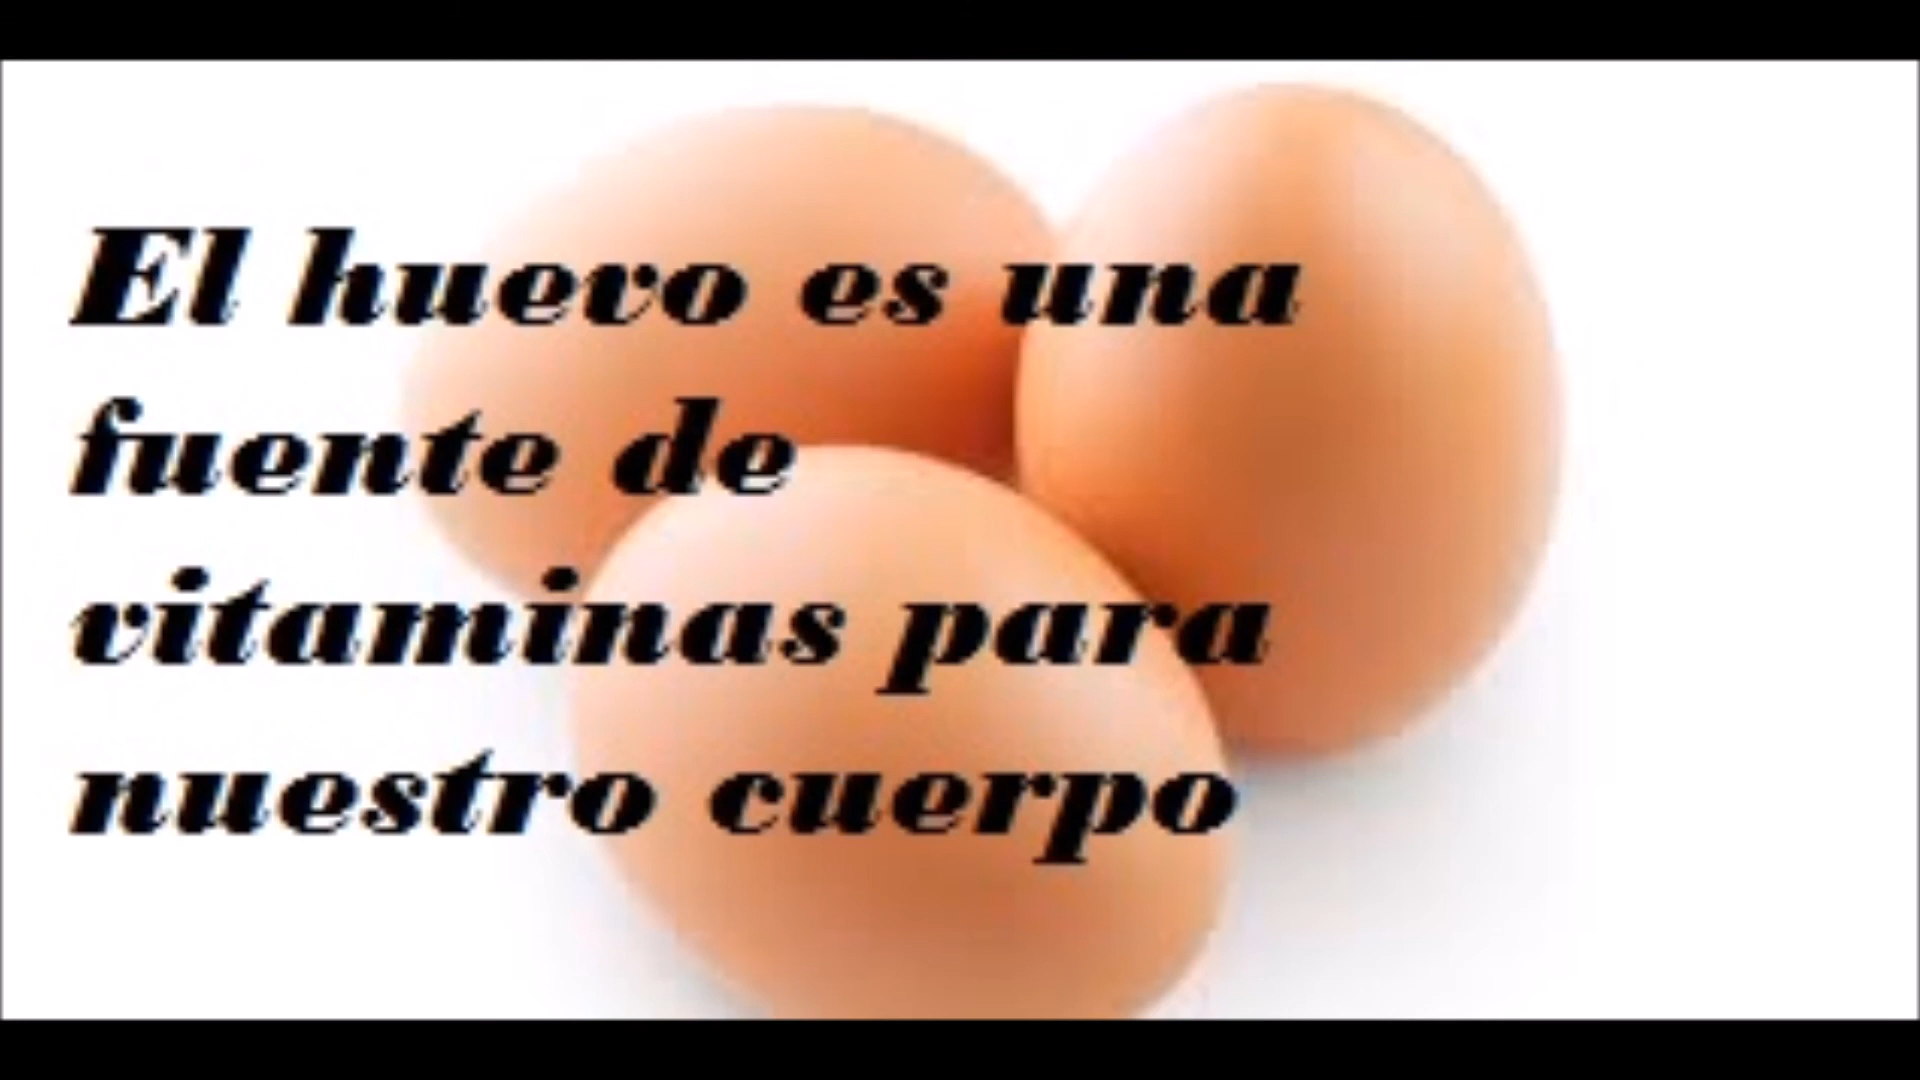 El huevo es una
fuente de
vitaminas para
nuestro cuerpo